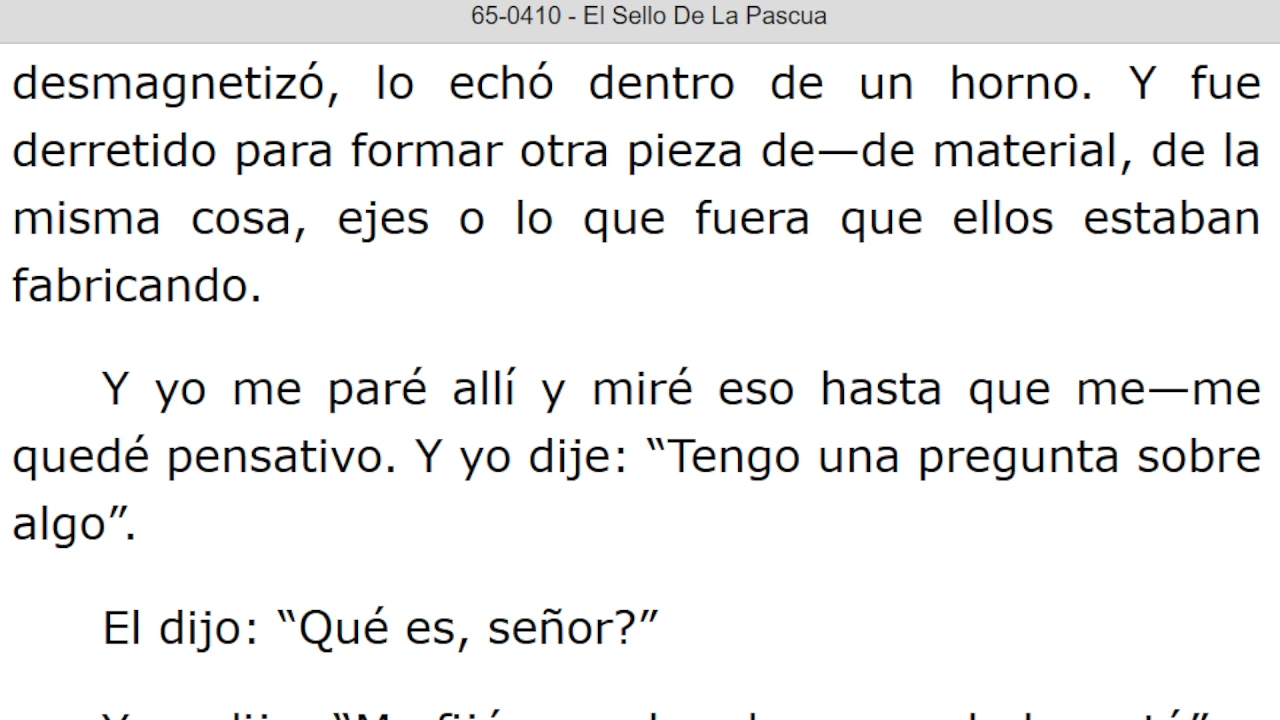 65-0410 - El Sello De La Pascua
desmagnetizó, lo echó dentro de un horno. Y fue
derretido para formar otra pieza de—de material, de la
misma cosa, ejes o lo que fuera que ellos estaban
fabricando.
Y yo me paré allí y miré eso hasta que me—me
quedé pensativo. Y yo dije: “Tengo una pregunta sobre
algo”.
El dijo: “Qué es, señor?”